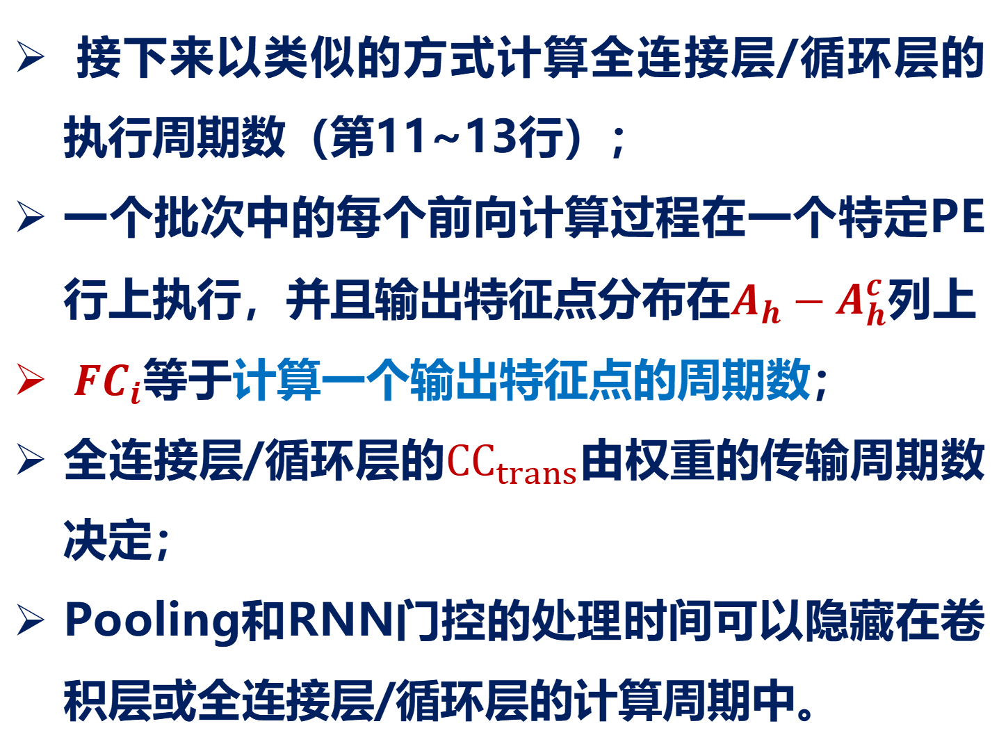 ➢ 接下来以类似的方式计算全连接层/循环层的
执行周期数（第11~13行）;
➢ 一个批次中的每个前向计算过程在一个特定PE
行上执行，并且输出特征点分布在$A_h - A_h^c$列上
➢ $FC_i$等于计算一个输出特征点的周期数;
➢ 全连接层/循环层的$CC_{trans}$由权重的传输周期数
决定;
➢ Pooling和RNN门控的处理时间可以隐藏在卷
积层或全连接层/循环层的计算周期中。